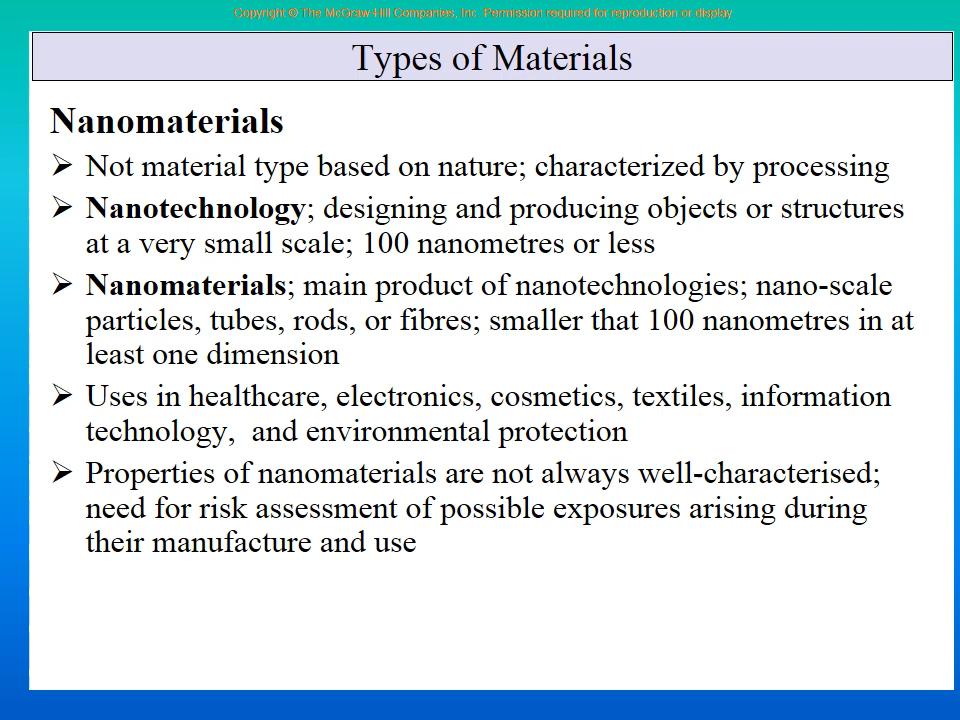 Copyright © The McGraw-Hill Companies, Inc. Permission required for reproduction or display
Types of Materials
Nanomaterials
➢ Not material type based on nature; characterized by processing
➢ Nanotechnology; designing and producing objects or structures
at a very small scale; 100 nanometres or less
➢ Nanomaterials; main product of nanotechnologies; nano-scale
particles, tubes, rods, or fibres; smaller that 100 nanometres in at
least one dimension
➢ Uses in healthcare, electronics, cosmetics, textiles, information
technology, and environmental protection
➢ Properties of nanomaterials are not always well-characterised;
need for risk assessment of possible exposures arising during
their manufacture and use